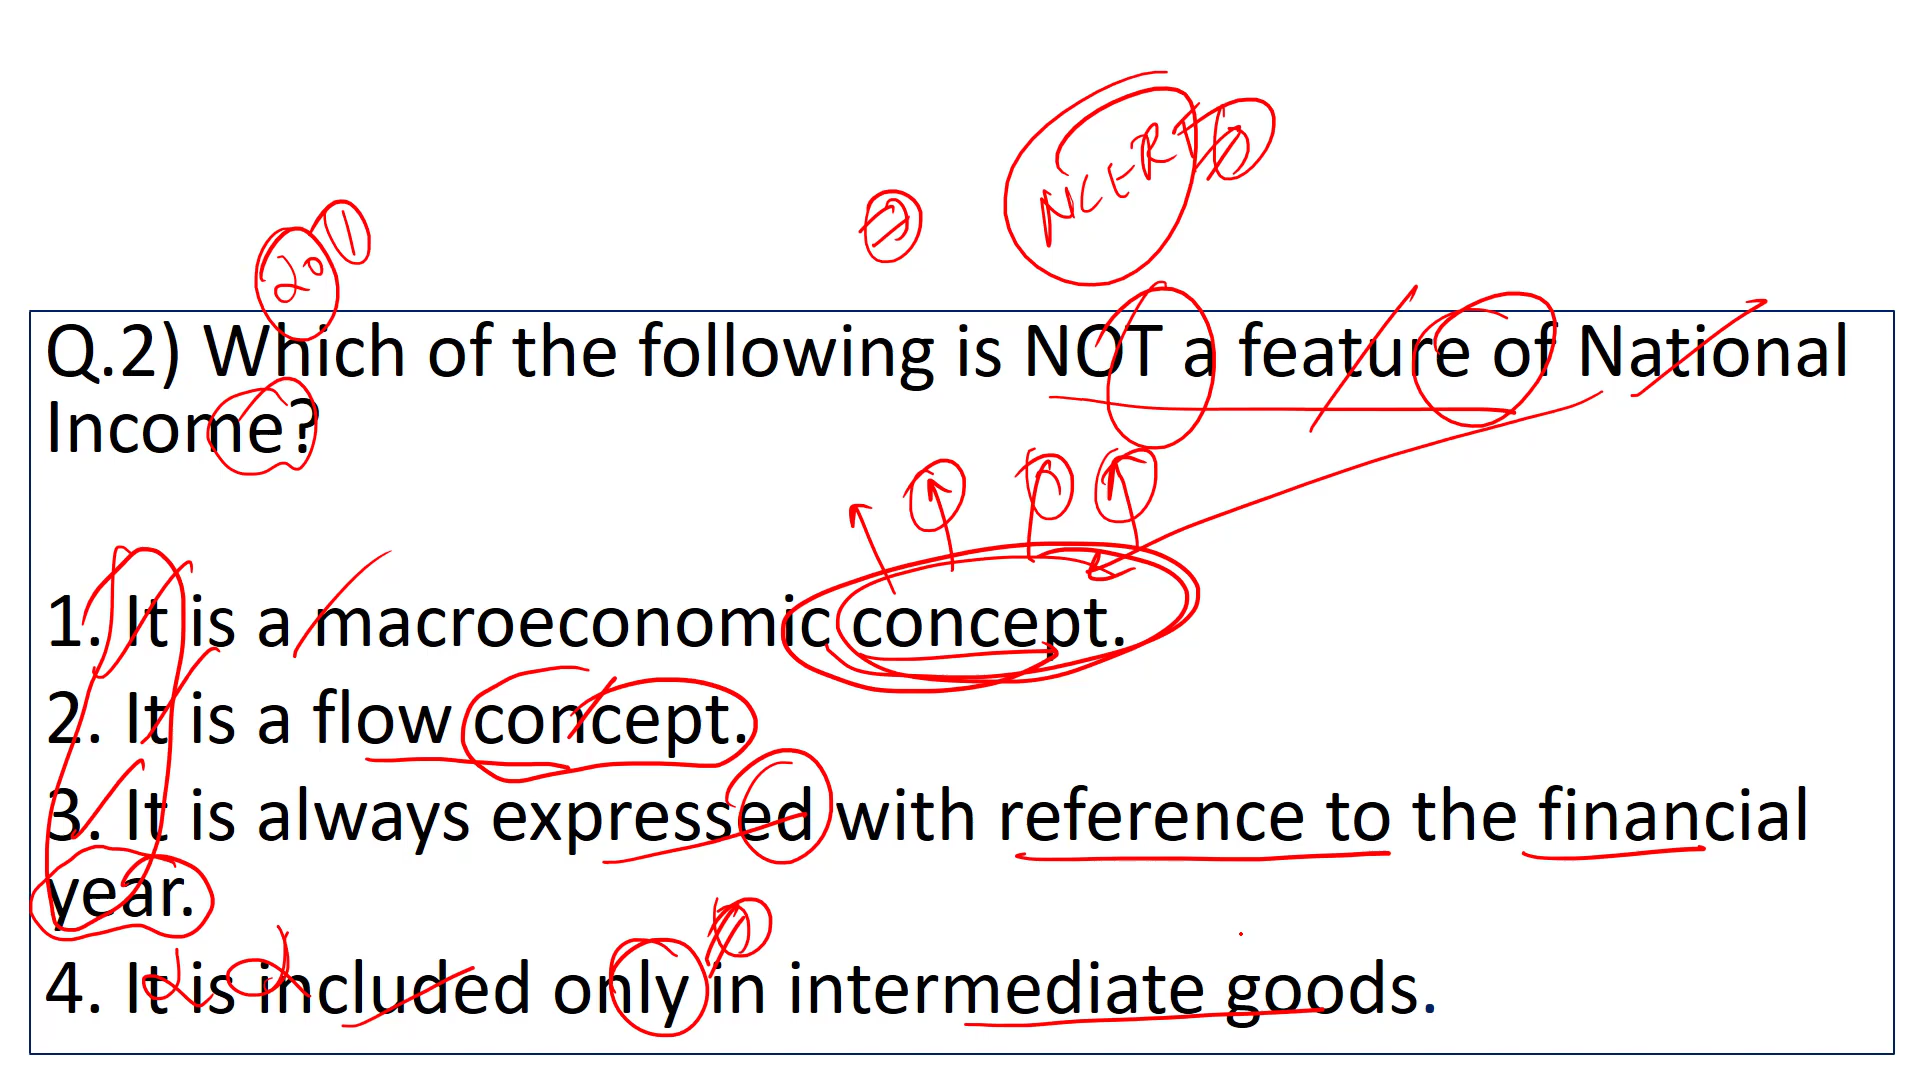 NCERT
20
Q.2) Which of the following is NOT a feature of National
Income?
1. It is a macroeconomic concept.
2. It is a flow concept.
3. It is always expressed with reference to the financial
year.
4. It is included only in intermediate goods.